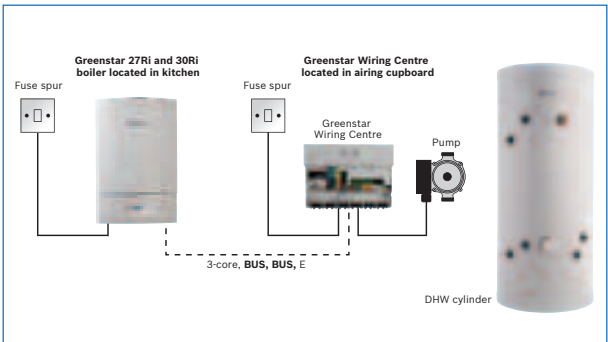 Greenstar 27Ri and 30Ri
boiler located in kitchen
Fuse spur
Greenstar Wiring Centre
located in airing cupboard
Fuse spur
Greenstar
Wiring Centre
Pump
3-core, BUS, BUS, E
DHW cylinder